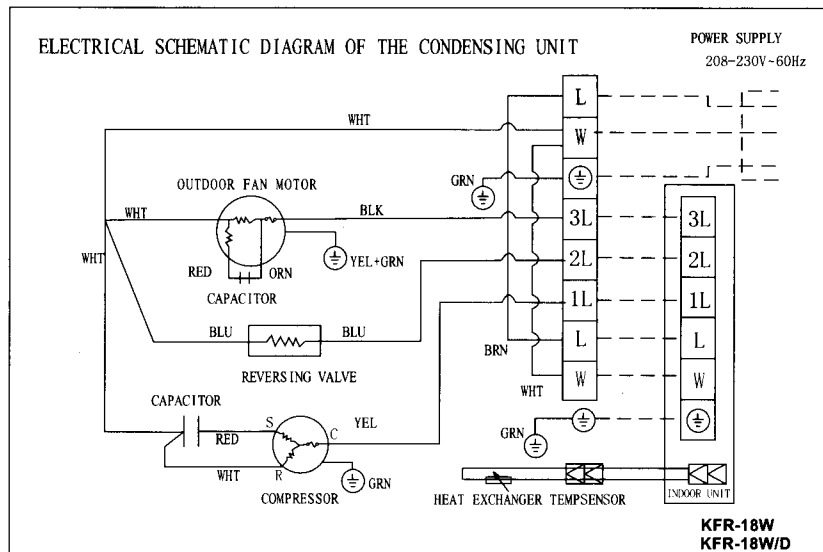 ELECTRICAL SCHEMATIC DIAGRAM OF THE CONDENSING UNIT
POWER SUPPLY
208-230V~60Hz
L
WHT
W
GRN
OUTDOOR FAN MOTOR
WHT
BLK
3L
3L
YEL+GRN
RED
ORN
CAPACITOR
WHT
2L
2L
1L
1L
BLU
BLU
REVERSING VALVE
BRN
L
L
WHT
W
W
CAPACITOR
S
C
YEL
RED
R
WHT
GRN
COMPRESSOR
GRN
HEAT EXCHANGER TEMPSENSOR
INDOOR UNIT
KFR-18W
KFR-18W/D